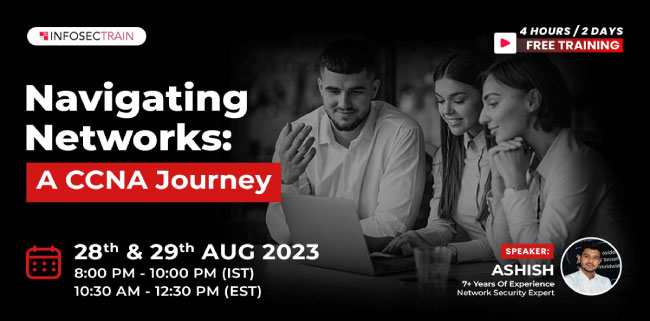 INFOSECTRAIN
4 HOURS / 2 DAYS
FREE TRAINING
Navigating
Networks:
A CCNA Journey
28th & 29th AUG 2023
8:00 PM - 10:00 PM (IST)
10:30 AM - 12:30 PM (EST)
SPEAKER:
ASHISH
7+ Years Of Experience
Network Security Expert